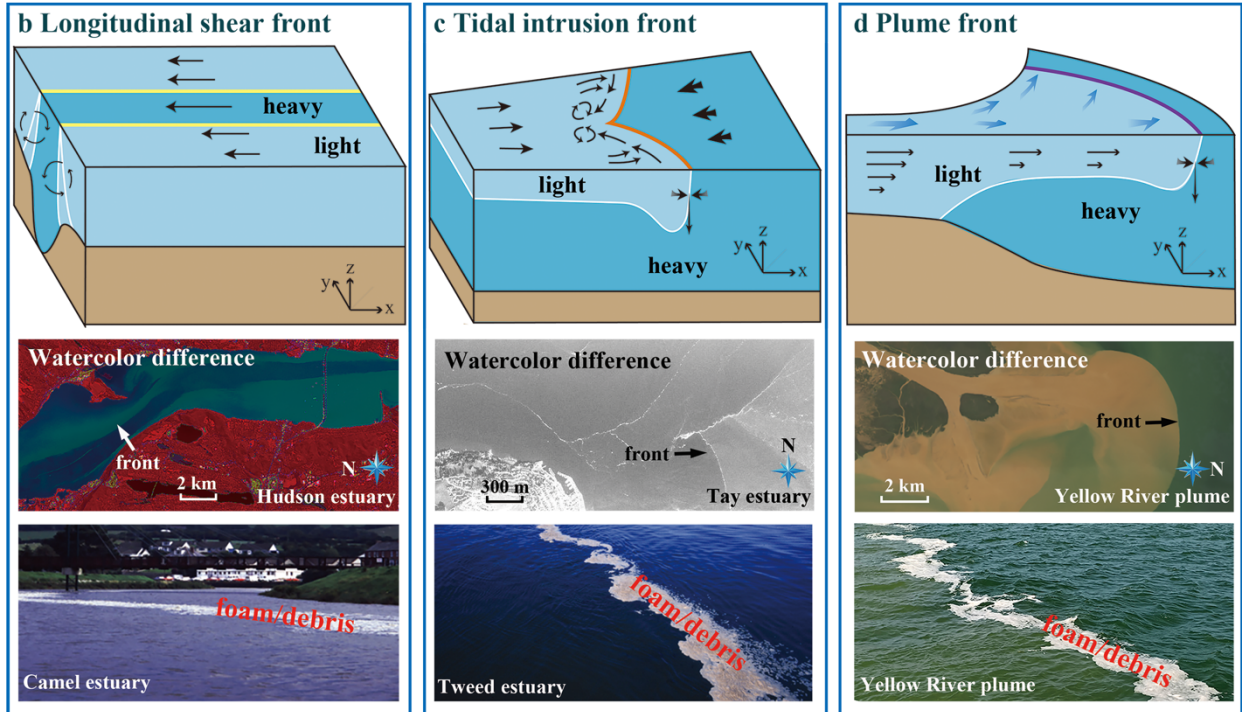 b Longitudinal shear front
heavy
light
z
y
x
Watercolor difference
front
N
2 km
Hudson estuary
foam/debris
Camel estuary
c Tidal intrusion front
light
heavy
z
y
x
Watercolor difference
front
N
300 m
Tay estuary
foam/debris
Tweed estuary
d Plume front
light
heavy
z
y
x
Watercolor difference
front
N
2 km
Yellow River plume
foam/debris
Yellow River plume